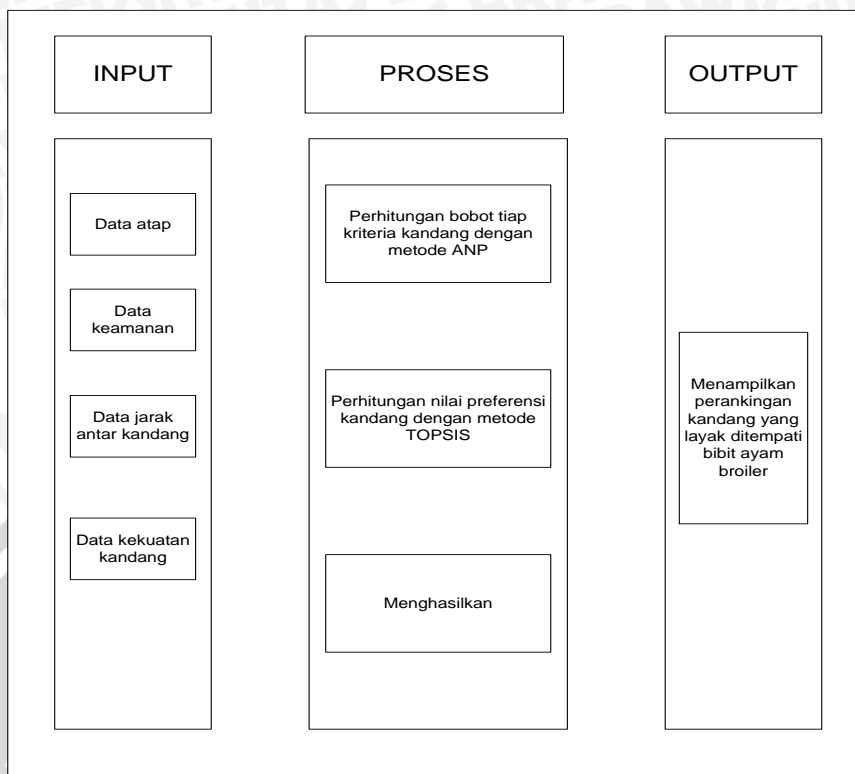 INPUT
PROSES
OUTPUT
Data atap
Data
keamanan
Data jarak
antar kandang
Data kekuatan
kandang
Perhitungan bobot tiap
kriteria kandang dengan
metode ANP
Perhitungan nilai preferensi
kandang dengan metode
TOPSIS
Menghasilkan
Menampilkan
perankingan
kandang yang
layak ditempati
bibit ayam
broiler